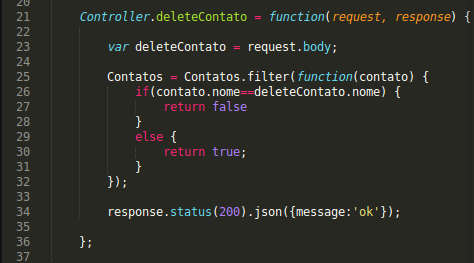 20
21 Controller.deleteContato = function(request, response) {
22
23 var deleteContato = request.body;
24
25 Contatos = Contatos.filter(function(contato) {
26 if(contato.nome==deleteContato.nome) {
27 return false
28 }
29 else {
30 return true;
31 }
32 });
33
34 response.status(200).json({message:'ok'});
35
36 };
37